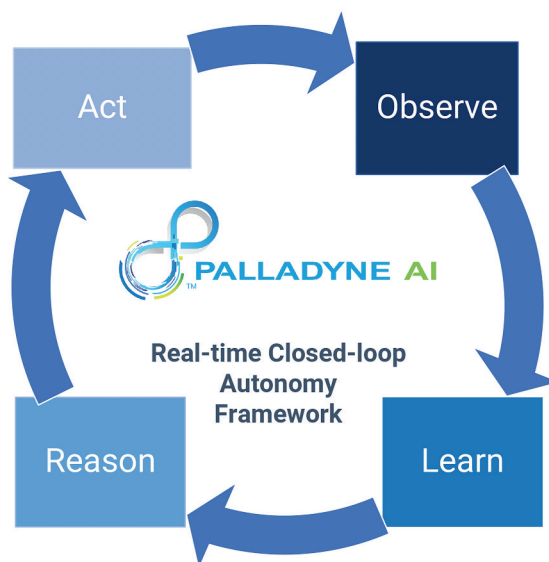 Act
Observe
PALLADYNE AI
TM
Real-time Closed-loop
Autonomy
Framework
Reason
Learn